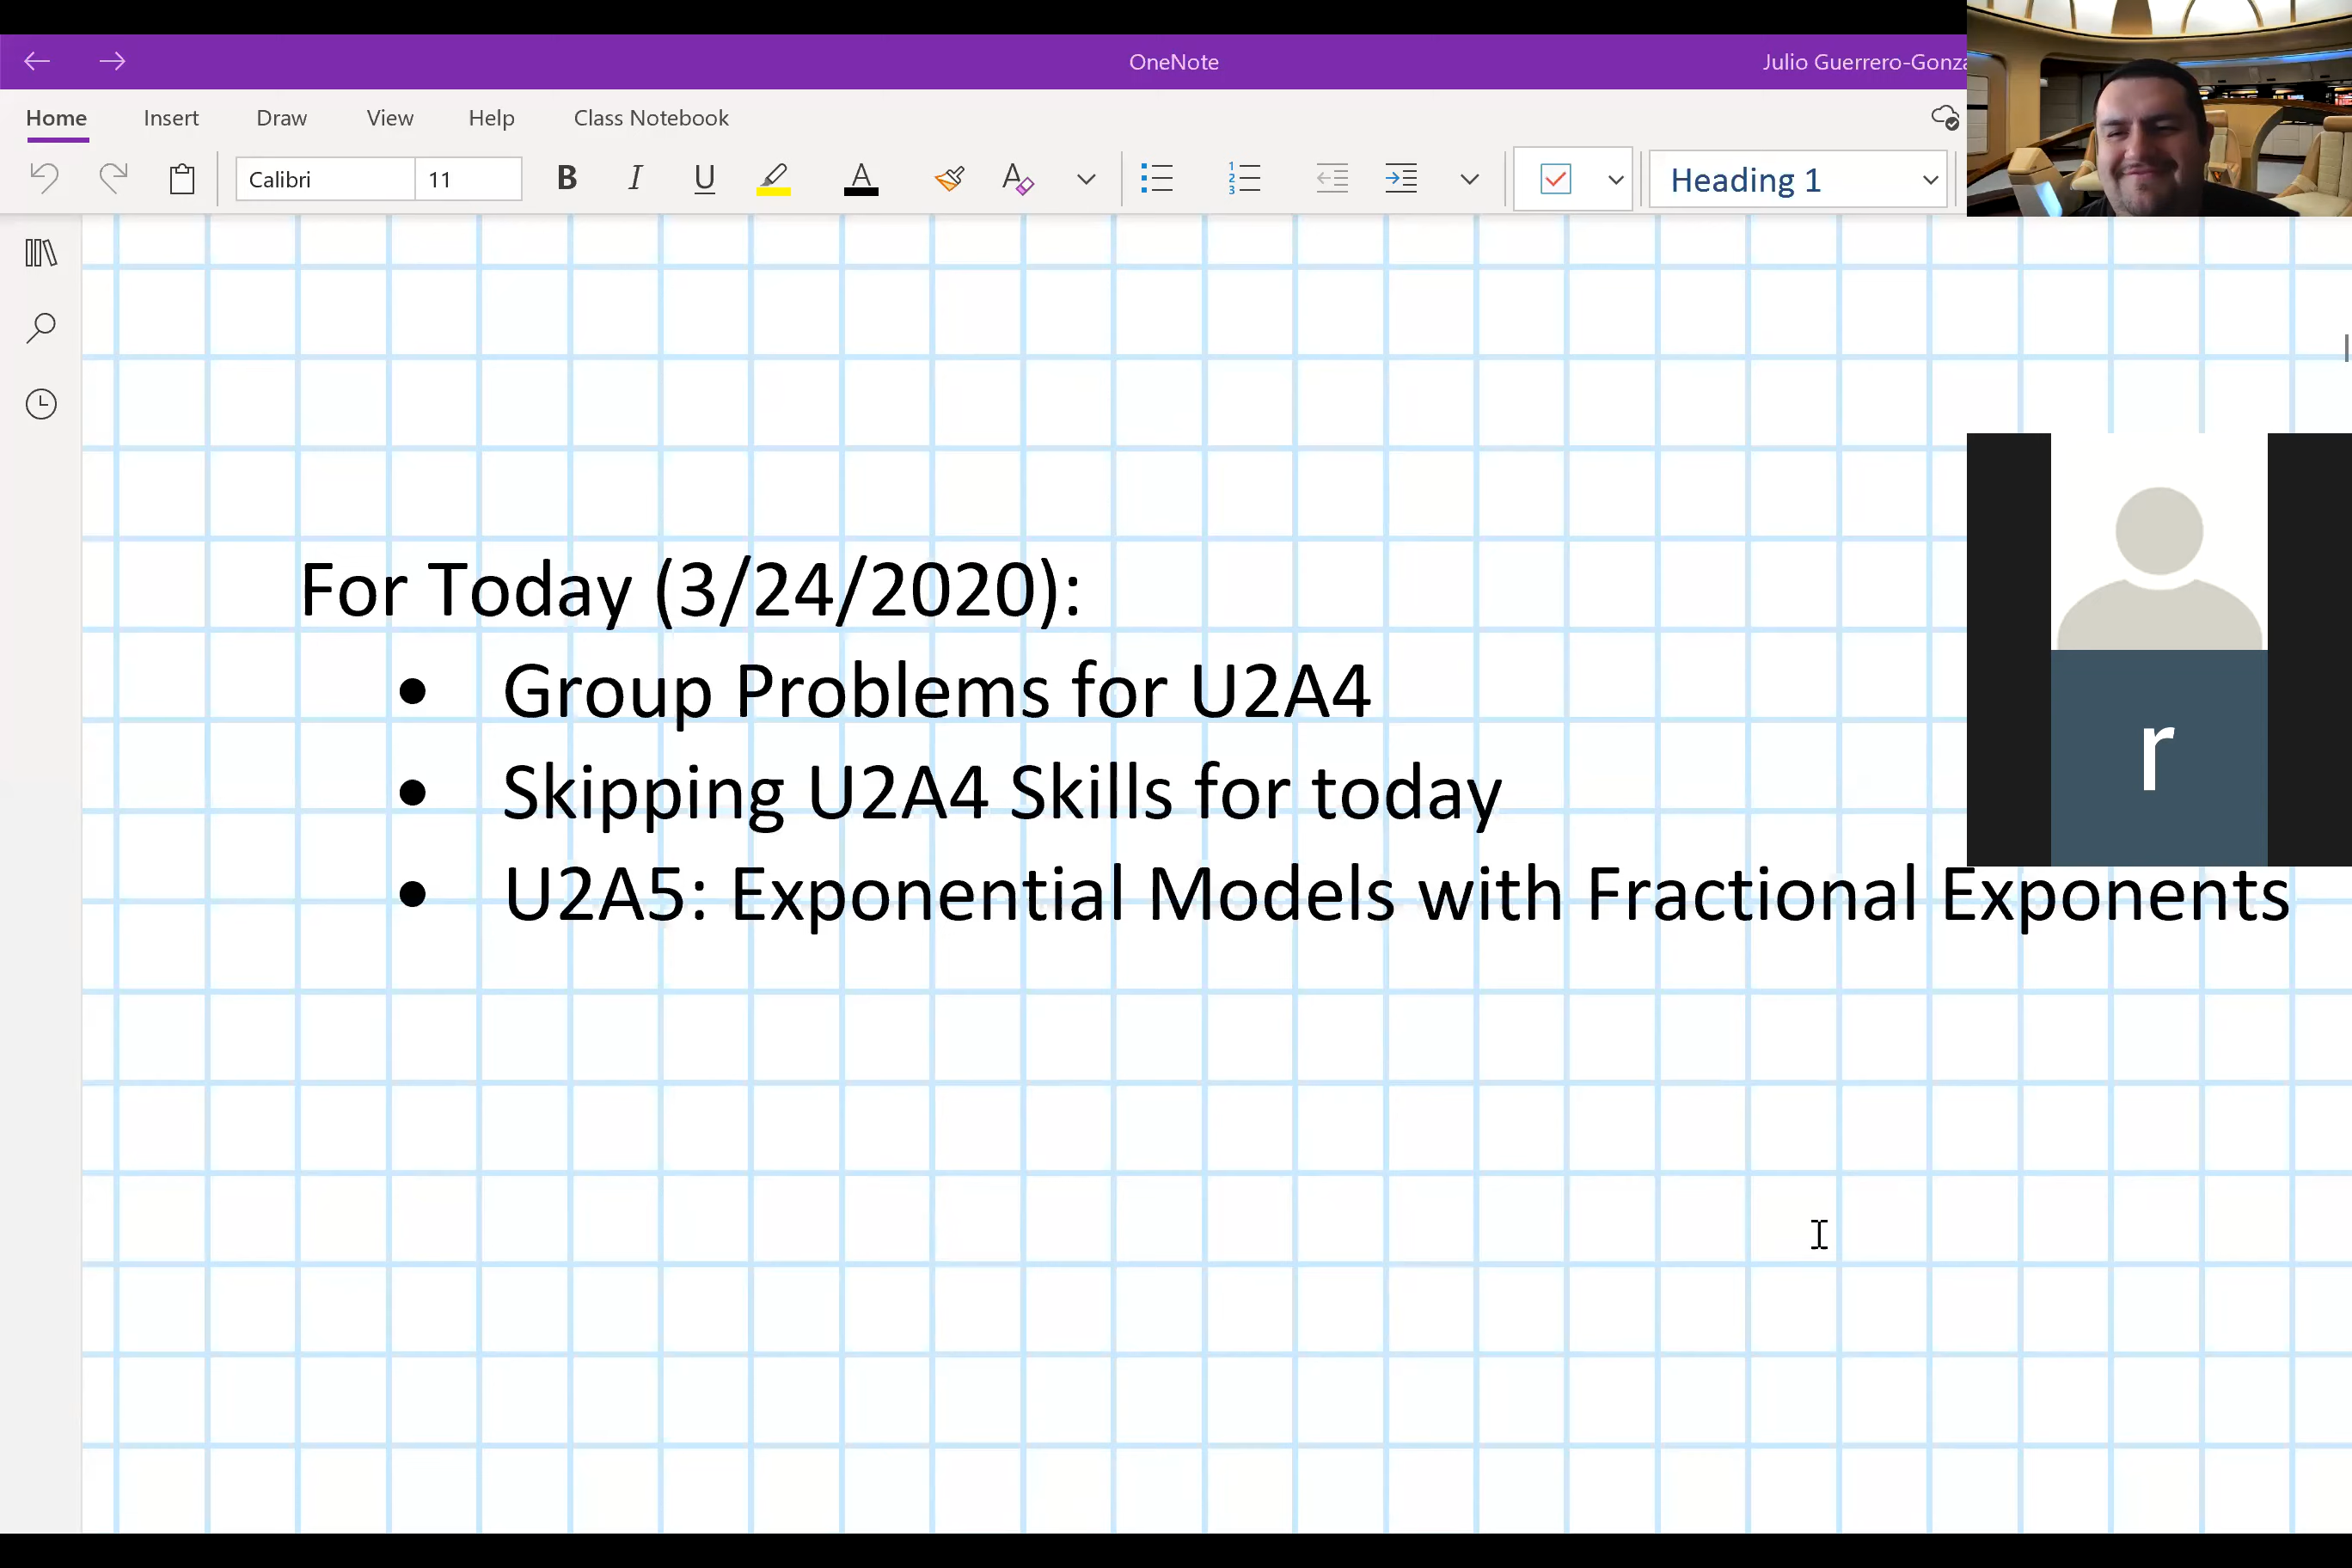 OneNote
Julio Guerrero-Gonza
Home Insert Draw View Help Class Notebook
Calibri 11 B I U A A Heading 1
For Today (3/24/2020):
• Group Problems for U2A4
• Skipping U2A4 Skills for today
• U2A5: Exponential Models with Fractional Exponents
r